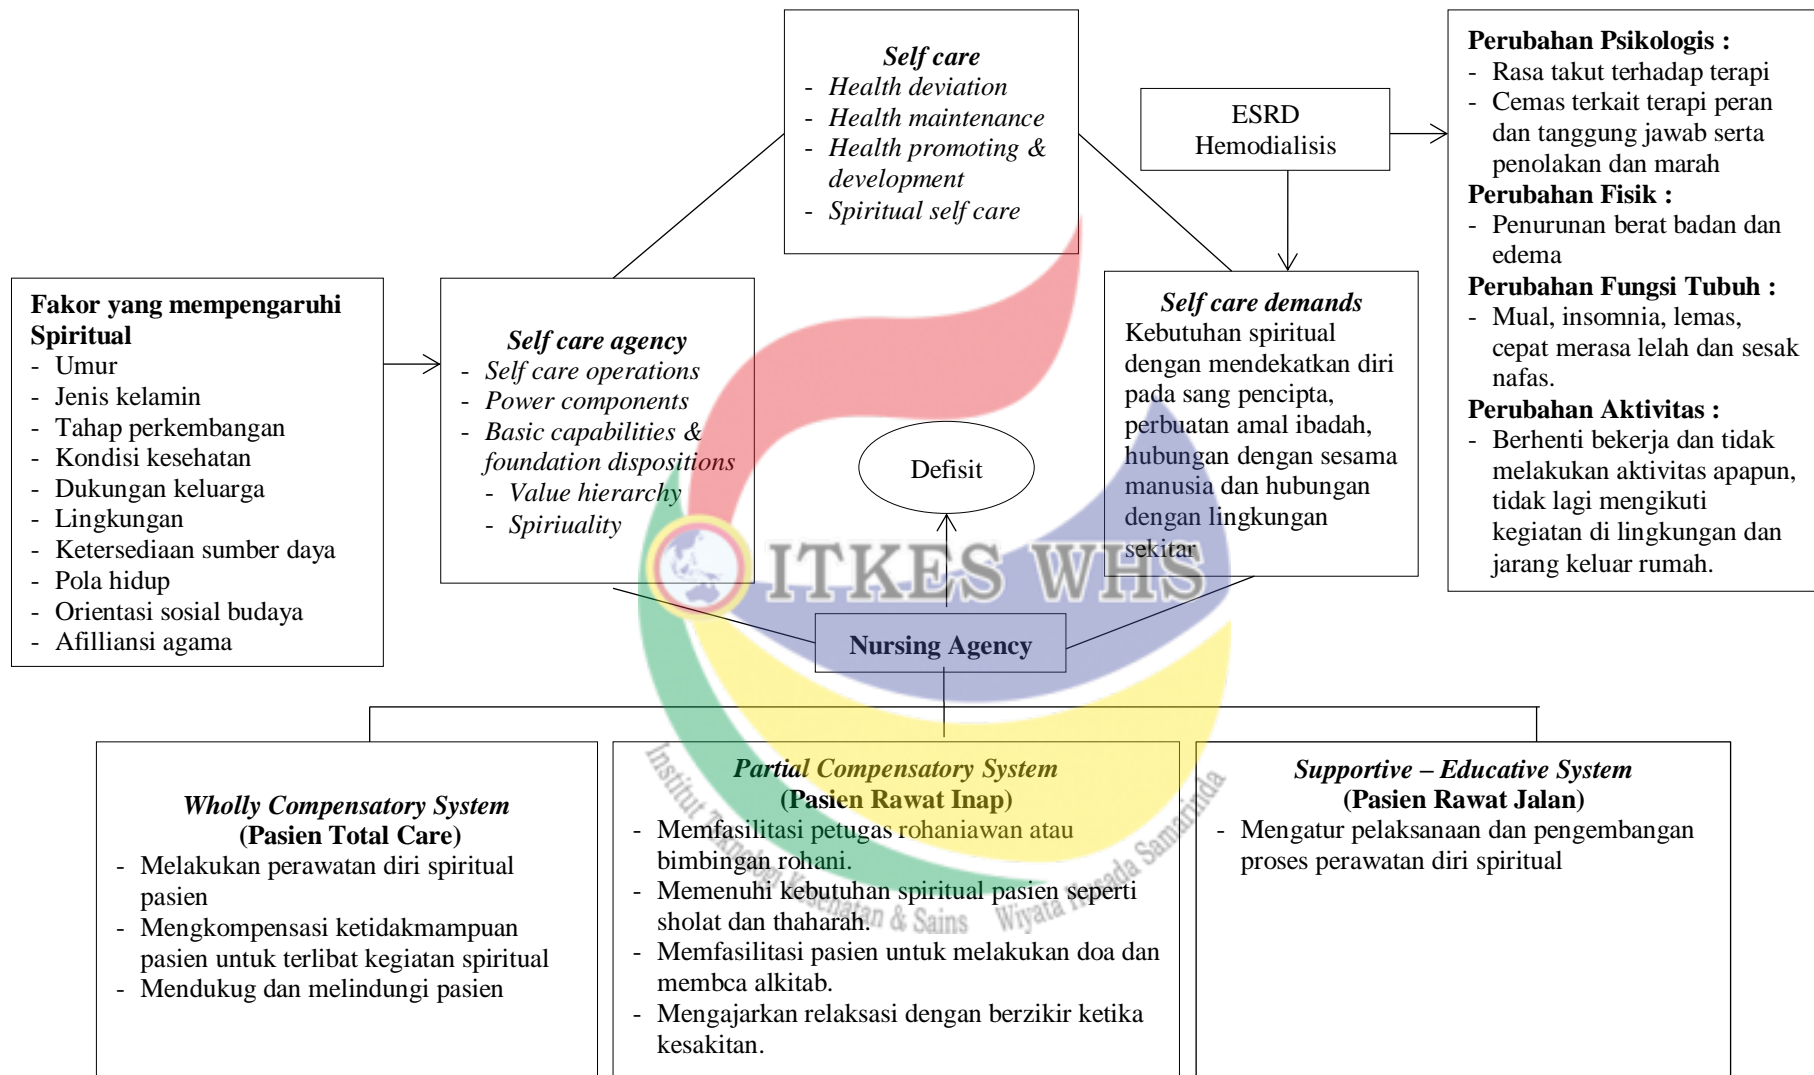 Self care
- Health deviation
- Health maintenance
- Health promoting &
development
- Spiritual self care
ESRD
Hemodialisis
Perubahan Psikologis :
- Rasa takut terhadap terapi
- Cemas terkait terapi peran
dan tanggung jawab serta
penolakan dan marah
Perubahan Fisik :
- Penurunan berat badan dan
edema
Perubahan Fungsi Tubuh :
- Mual, insomnia, lemas,
cepat merasa lelah dan sesak
nafas.
Perubahan Aktivitas :
- Berhenti bekerja dan tidak
melakukan aktivitas apapun,
tidak lagi mengikuti
kegiatan di lingkungan dan
jarang keluar rumah.
Fakor yang mempengaruhi
Spiritual
- Umur
- Jenis kelamin
- Tahap perkembangan
- Kondisi kesehatan
- Dukungan keluarga
- Lingkungan
- Ketersediaan sumber daya
- Pola hidup
- Orientasi sosial budaya
- Afilliansi agama
Self care agency
- Self care operations
- Power components
- Basic capabilities &
foundation dispositions
- Value hierarchy
- Spiriuality
Self care demands
Kebutuhan spiritual
dengan mendekatkan diri
pada sang pencipta,
perbuatan amal ibadah,
hubungan dengan sesama
manusia dan hubungan
dengan lingkungan
sekitar
Defisit
ITKES WHS
Nursing Agency
Wholly Compensatory System
(Pasien Total Care)
- Melakukan perawatan diri spiritual
pasien
- Mengkompensasi ketidakmampuan
pasien untuk terlibat kegiatan spiritual
- Mendukug dan melindungi pasien
Partial Compensatory System
(Pasien Rawat Inap)
- Memfasilitasi petugas rohaniawan atau
bimbingan rohani.
- Memenuhi kebutuhan spiritual pasien seperti
sholat dan thaharah.
- Memfasilitasi pasien untuk melakukan doa dan
membca alkitab.
- Mengajarkan relaksasi dengan berzikir ketika
kesakitan.
Supportive – Educative System
(Pasien Rawat Jalan)
- Mengatur pelaksanaan dan pengembangan
proses perawatan diri spiritual
Institut Teknologi Kesehatan & Sains Wiyata Husada Samarinda